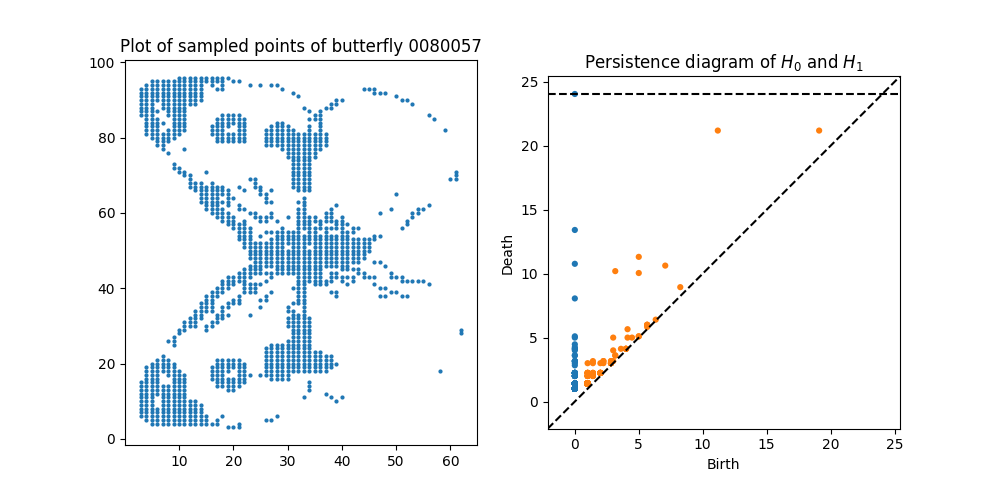 Plot of sampled points of butterfly 0080057
100
80
60
40
20
0
10 20 30 40 50 60
Persistence diagram of H₀ and H₁
25
20
15
10
5
0
Death
0 5 10 15 20 25
Birth